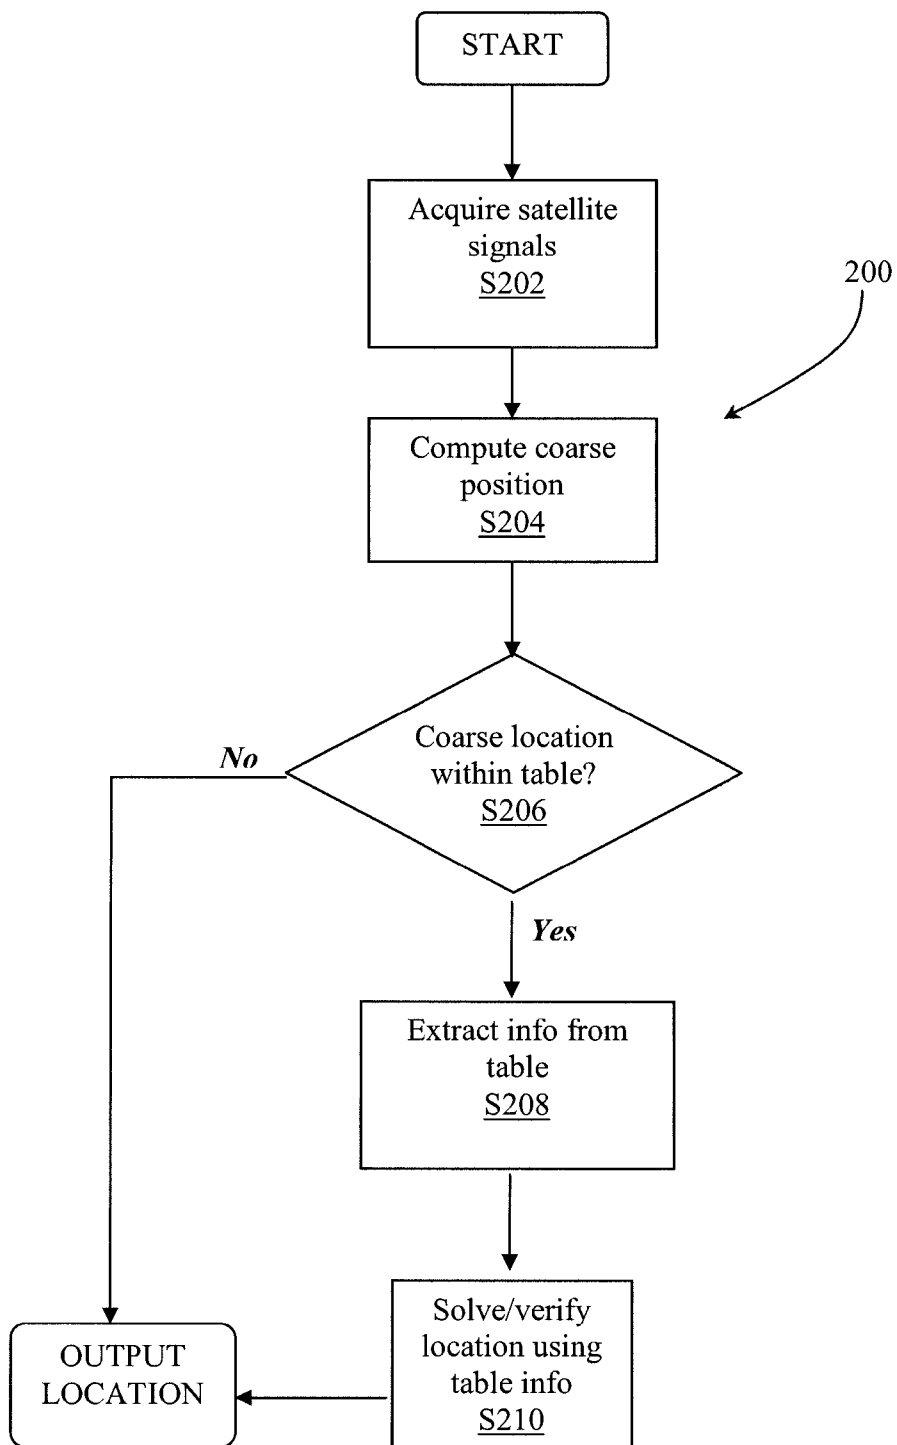 START
Acquire satellite
signals
S202
200
Compute coarse
position
S204
Coarse location
within table?
S206
No
Yes
Extract info from
table
S208
Solve/verify
location using
table info
S210
OUTPUT
LOCATION